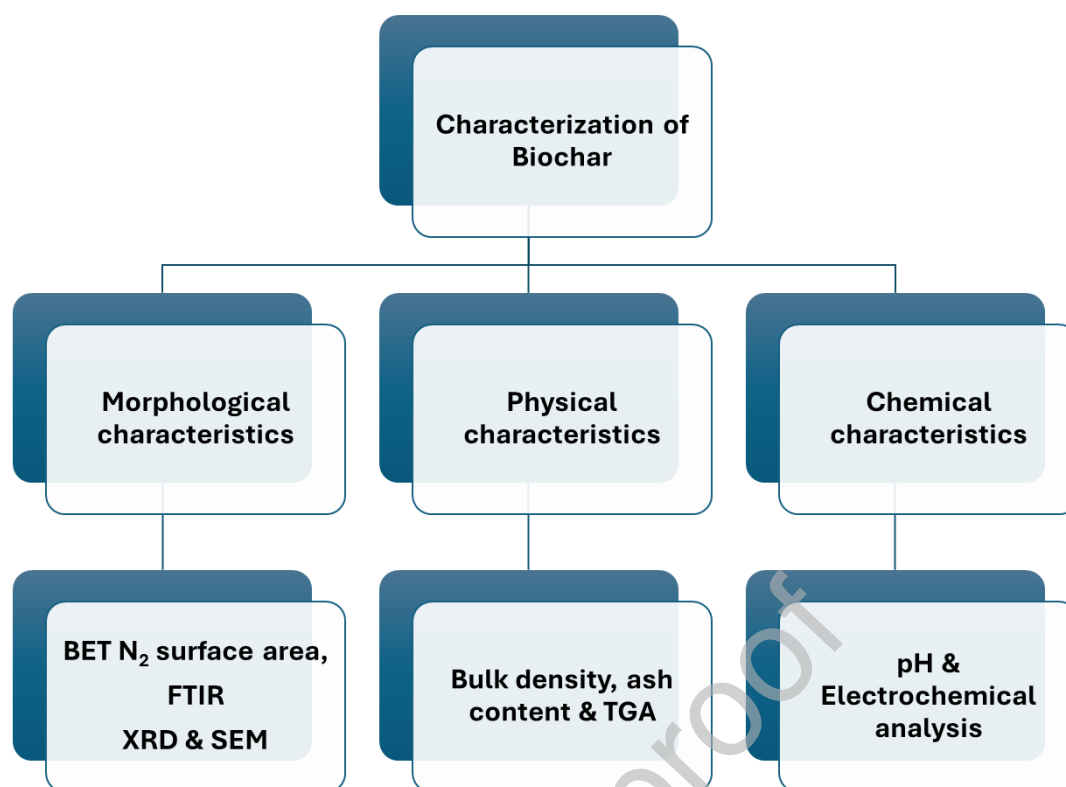 Characterization of
Biochar
Morphological
characteristics
Physical
characteristics
Chemical
characteristics
BET N₂ surface area,
FTIR
XRD & SEM
Bulk density, ash
content & TGA
pH &
Electrochemical
analysis
proof